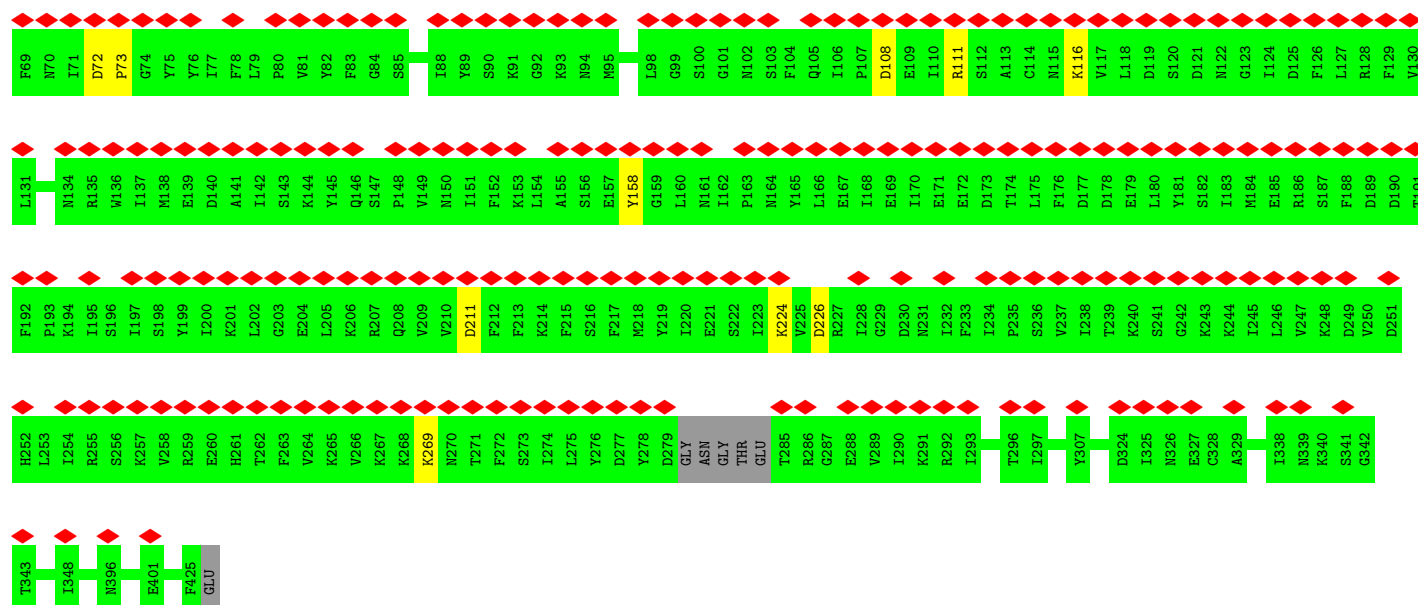 F69 N70 I71 D72 P73 G74 Y75 Y76 I77 F78 L79 P80 V81 Y82 F83 G84 S85 I88 Y89 S90 K91 G92 K93 N94 M95 L98 G99 S100 G101 N102 S103 F104 Q105 I106 P107 D108 E109 I110 R111 S112 A113 C114 N115 K116 V117 L118 D119 S120 D121 N122 G123 I124 D125 F126 L127 R128 F129 V130
L131 N134 R135 W136 I137 M138 E139 D140 A141 I142 S143 K144 Y145 Q146 S147 P148 V149 N150 I151 F152 K153 L154 A155 S156 E157 Y158 G159 L160 N161 I162 P163 N164 Y165 L166 E167 I168 E169 I170 E171 E172 D173 T174 L175 F176 D177 D178 E179 L180 Y181 S182 I183 M184 E185 R186 S187 F188 D189 D190 T191
F192 P193 K194 I195 S196 I197 S198 Y199 I200 K201 L202 G203 E204 L205 K206 R207 Q208 V209 V210 D211 F212 F213 K214 F215 S216 F217 M218 Y219 I220 E221 S222 I223 K224 V225 D226 R227 I228 G229 D230 N231 I232 F233 I234 P235 S236 V237 I238 T239 K240 S241 G242 K243 K244 I245 L246 V247 K248 D249 V250 D251
H252 L253 I254 R255 S256 K257 V258 R259 E260 H261 T262 F263 V264 K265 V266 K267 K268 K269 N270 T271 F272 S273 I274 L275 Y276 D277 Y278 D279 GLY ASN GLY THR GLU T285 R286 G287 E288 V289 I290 K291 R292 I293 T296 I297 Y307 D324 I325 N326 E327 C328 A329 I338 N339 K340 S341 G342
T343 I348 N396 E401 F425 GLU